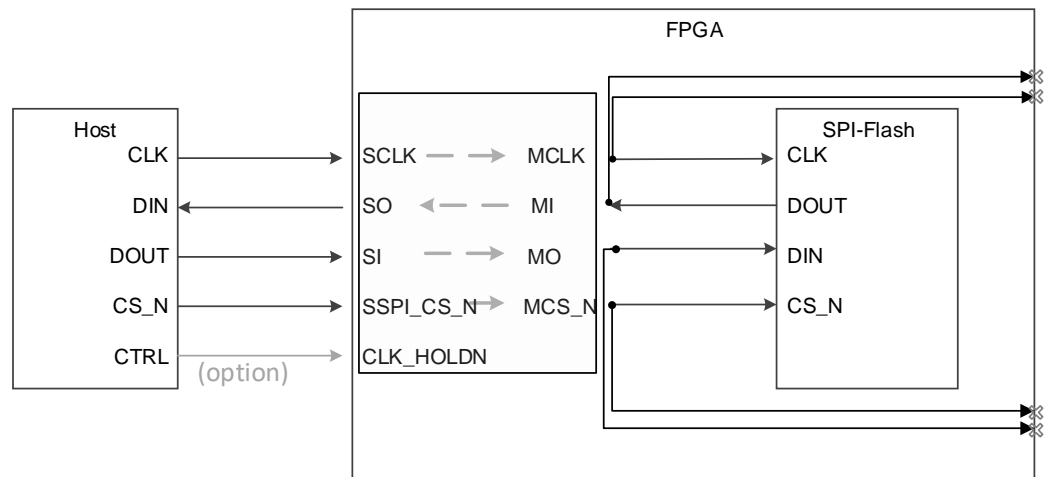 FPGA
Host
SPI-Flash
CLK
SCLK
MCLK
CLK
DIN
SO
MI
DOUT
DOUT
SI
MO
DIN
CS_N
SSPI_CS_N
MCS_N
CS_N
CTRL
(option)
CLK_HOLDN